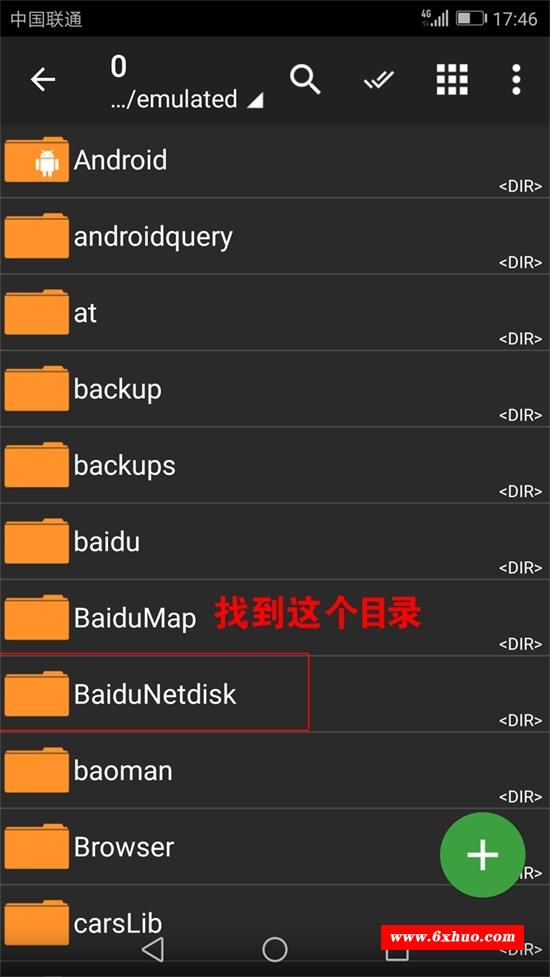 中国联通
4G
17:46
0
.../emulated
Android
<DIR>
androidquery
<DIR>
at
<DIR>
backup
<DIR>
backups
<DIR>
baidu
<DIR>
BaiduMap
找到这个目录
<DIR>
BaiduNetdisk
<DIR>
baoman
<DIR>
Browser
IR>
carsLib
www.6xhuo.com